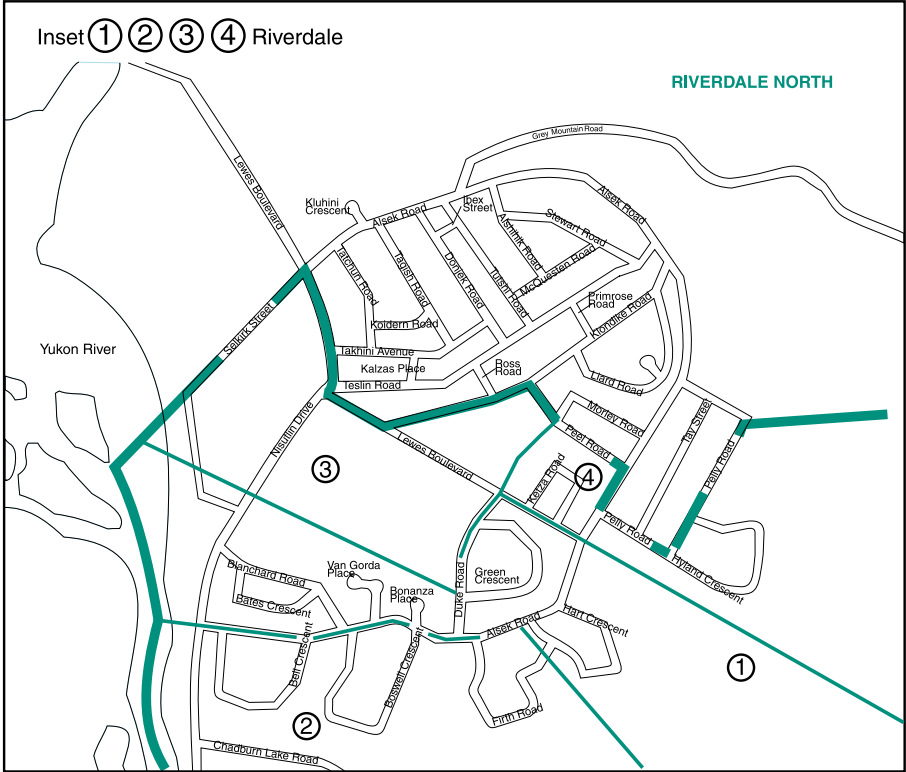 Inset 1 2 3 4 Riverdale
RIVERDALE NORTH
Grey Mountain Road
Lewes Boulevard
Kluhini
Crescent
Alsek Road
Ibex
Street
Alsek Road
Stewart Road
Aishihik Road
McQuesten Road
Tatchun Road
Tagish Road
Donjek Road
Tutshi Road
Primrose
Road
Klondike Road
Selkirk Street
Koidern Road
Yukon River
Takhini Avenue
Kalzas Place
Ross
Road
Teslin Road
Liard Road
Nisutlin Drive
Morley Road
Tay Street
Peel Road
Lewes Boulevard
Pelly Road
3
Ketza Road
4
Pelly Road
Hyland Crescent
Van Gorda
Place
Blanchard Road
Green
Crescent
Duke Road
Bates Crescent
Bonanza
Place
Hart Crescent
Alsek Road
Bell Crescent
Boswell Crescent
1
Firth Road
2
Chadburn Lake Road